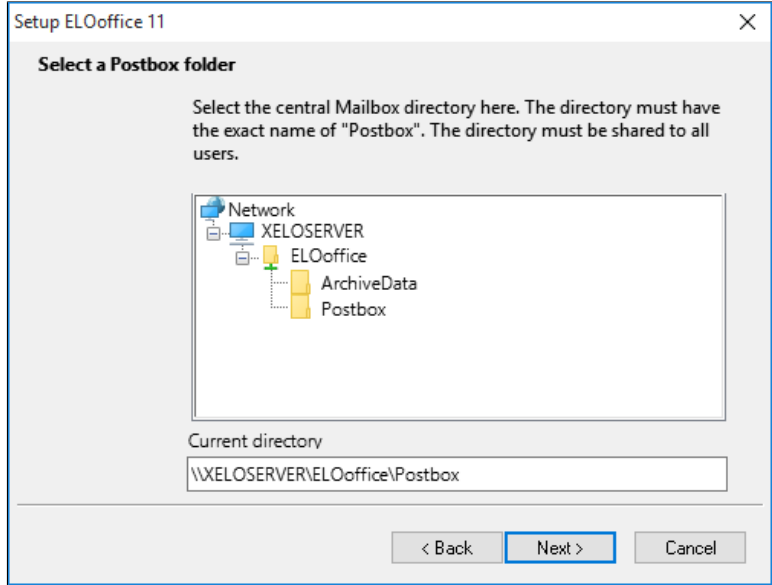 Setup ELOoffice 11
Select a Postbox folder
Select the central Mailbox directory here. The directory must have
the exact name of "Postbox". The directory must be shared to all
users.
Network
XELOSERVER
ELOoffice
ArchiveData
Postbox
Current directory
\\XELOSERVER\ELOoffice\Postbox
< Back Next > Cancel